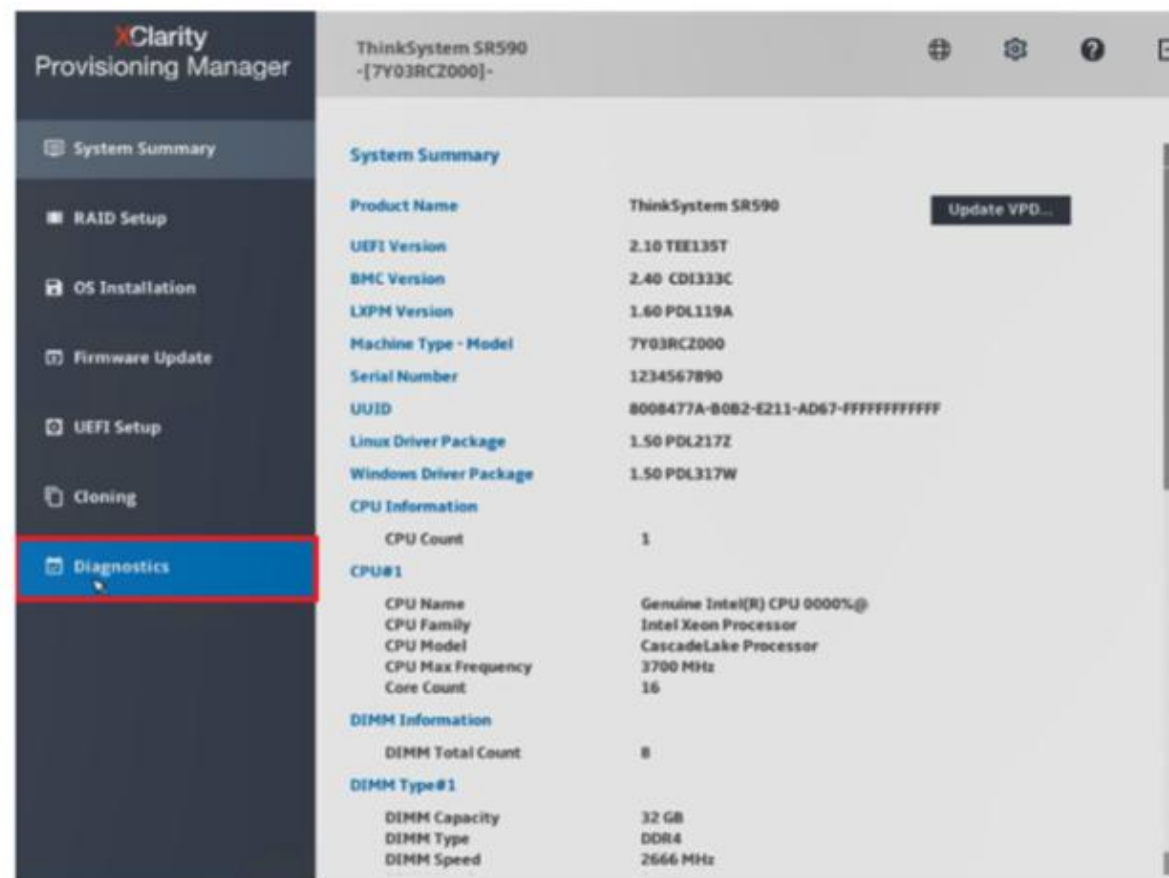 XClarity
Provisioning Manager
ThinkSystem SR590
-[7Y03RCZ000]-
System Summary
RAID Setup
OS Installation
Firmware Update
UEFI Setup
Cloning
Diagnostics
System Summary
Product Name ThinkSystem SR590 Update VPD...
UEFI Version 2.10 TEE135T
BMC Version 2.40 CDI333C
LXPM Version 1.60 PDL119A
Machine Type - Model 7Y03RCZ000
Serial Number 1234567890
UUID 8008477A-B0B2-E211-AD67-FFFFFFFFFFFF
Linux Driver Package 1.50 PDL217Z
Windows Driver Package 1.50 PDL317W
CPU Information
CPU Count 1
CPU#1
CPU Name Genuine Intel(R) CPU 0000%@
CPU Family Intel Xeon Processor
CPU Model CascadeLake Processor
CPU Max Frequency 3700 MHz
Core Count 16
DIMM Information
DIMM Total Count 8
DIMM Type#1
DIMM Capacity 32 GB
DIMM Type DDR4
DIMM Speed 2666 MHz